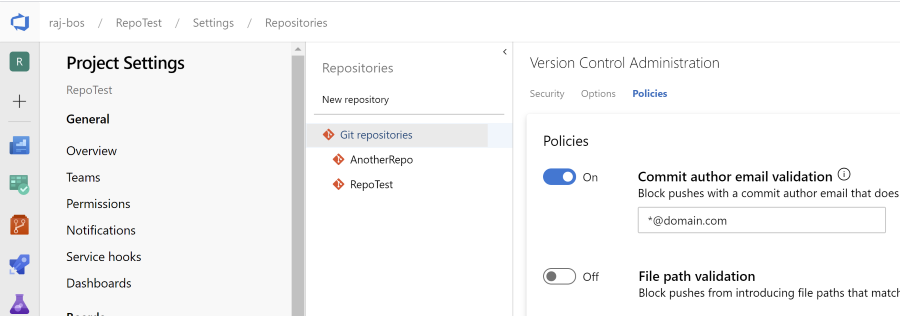 raj-bos / RepoTest / Settings / Repositories
R
Project Settings
RepoTest
General
Overview
Teams
Permissions
Notifications
Service hooks
Dashboards
Repositories
New repository
Git repositories
AnotherRepo
RepoTest
Version Control Administration
Security Options Policies
Policies
On
Commit author email validation
Block pushes with a commit author email that does
*@domain.com
Off
File path validation
Block pushes from introducing file paths that match